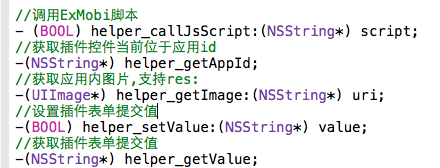 //调用ExMobi脚本
- (BOOL) helper_callJsScript:(NSString*) script;
//获取插件控件当前位于应用id
-(NSString*) helper_getAppId;
//获取应用内图片,支持res:
-(UIImage*) helper_getImage:(NSString*) uri;
//设置插件表单提交值
-(BOOL) helper_setValue:(NSString*) value;
//获取插件表单提交值
-(NSString*) helper_getValue;